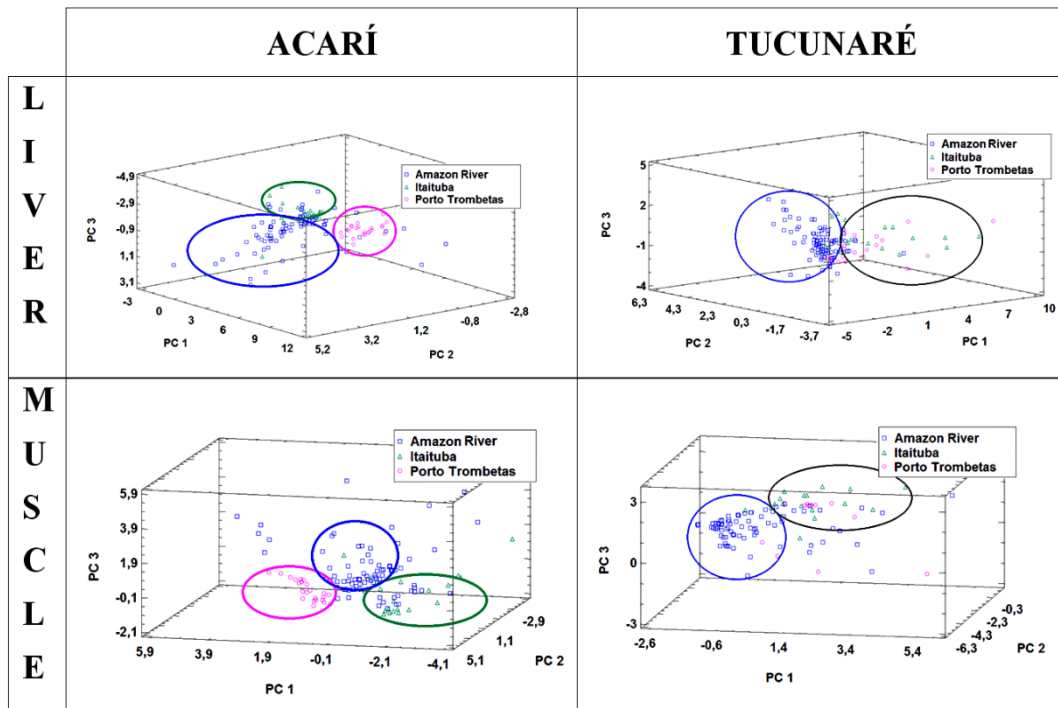 ACARÍ
TUCUNARÉ
LIVER
-4,9
-2,9
-0,9
1,1
3,1
PC 3
-3
0
3
6
9
12
PC 1
5,2
3,2
1,2
-0,8
-2,8
PC 2
Amazon River
Itaituba
Porto Trombetas
5
2
-1
-4
PC 3
6,3
4,3
2,3
0,3
-1,7
-3,7
PC 2
-5
-2
1
4
7
10
PC 1
Amazon River
Itaituba
Porto Trombetas
MUSCLE
5,9
3,9
1,9
-0,1
-2,1
PC 3
5,9
3,9
1,9
-0,1
-2,1
-4,1
PC 1
5,1
1,1
-2,9
PC 2
Amazon River
Itaituba
Porto Trombetas
3
0
-3
PC 3
-2,6
-0,6
1,4
3,4
5,4
PC 1
-6,3
-4,3
-2,3
-0,3
PC 2
Amazon River
Itaituba
Porto Trombetas